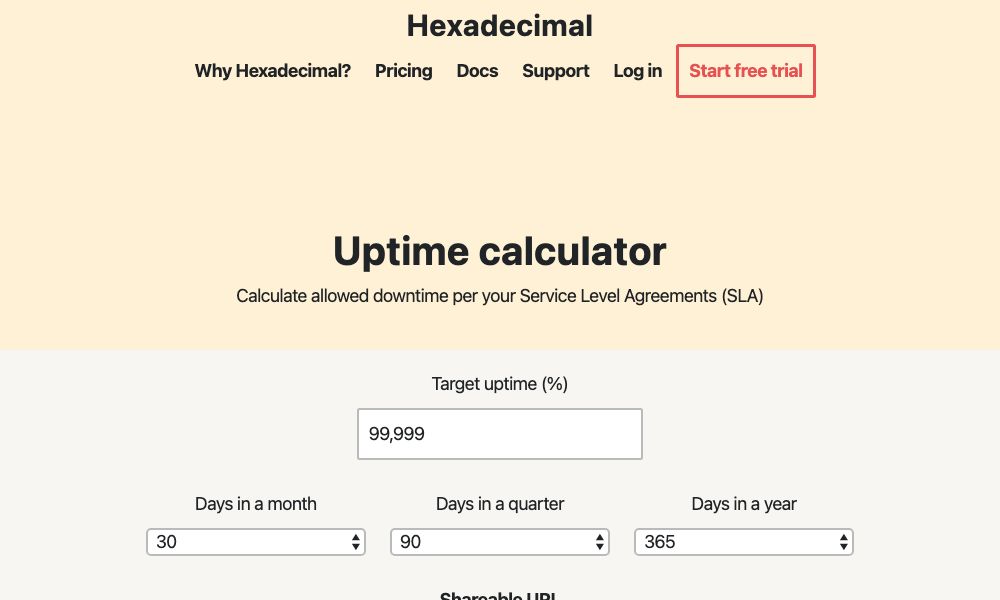 Hexadecimal
Why Hexadecimal? Pricing Docs Support Log in Start free trial
Uptime calculator
Calculate allowed downtime per your Service Level Agreements (SLA)
Target uptime (%)
99,999
Days in a month Days in a quarter Days in a year
30 90 365
Shareable URL